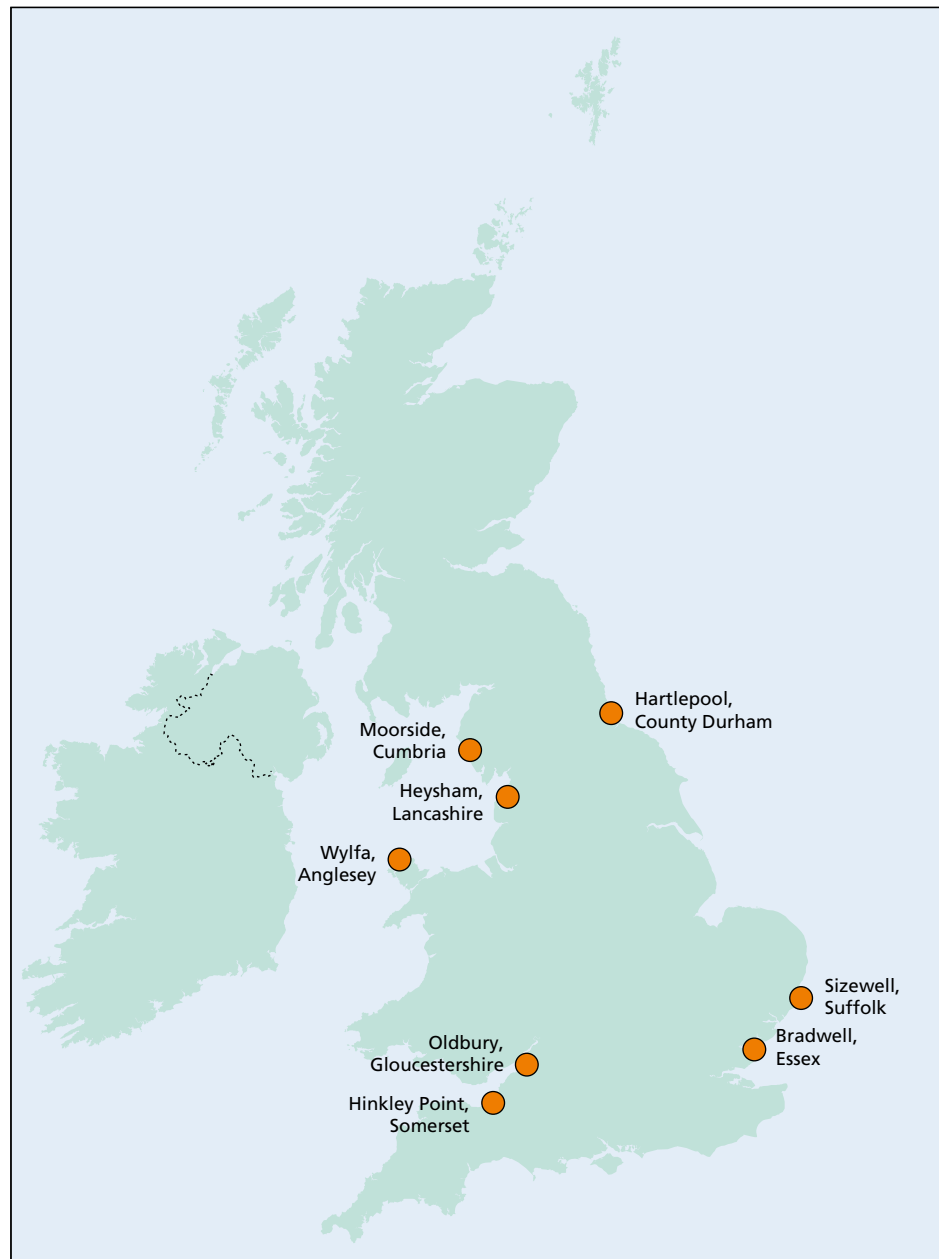 Hartlepool,
County Durham
Moorside,
Cumbria
Heysham,
Lancashire
Wylfa,
Anglesey
Sizewell,
Suffolk
Bradwell,
Essex
Oldbury,
Gloucestershire
Hinkley Point,
Somerset